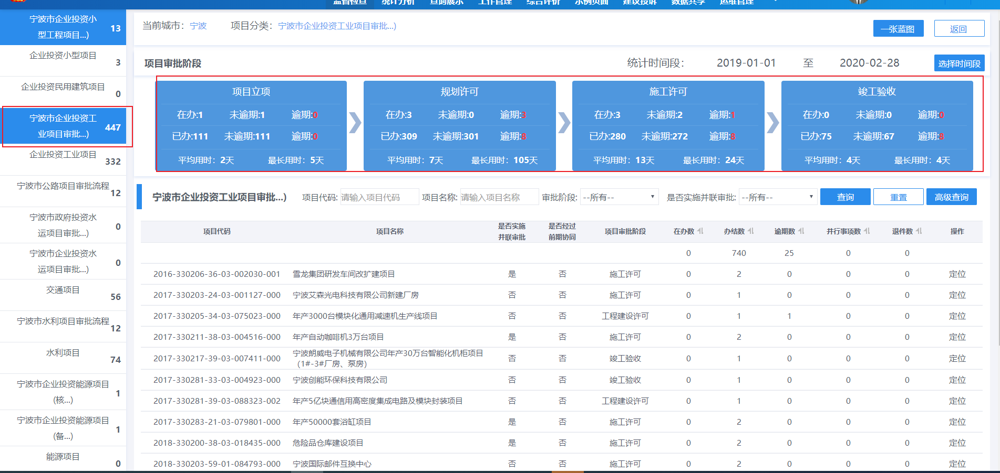 监督检查 统计分析 查询展示 工作管理 综合评价 示例页面 建议投诉 数据共享 运维管理
宁波市企业投资小
型工程项目...)
13
企业投资小型项目
3
企业投资民用建筑项目
0
宁波市企业投资工
业项目审批...)
447
企业投资工业项目
332
宁波市公路项目审批流程
12
宁波市政府投资水
运项目审批...)
0
宁波市企业投资水
运项目审批...)
0
交通项目
56
宁波市水利项目审批流程
12
水利项目
74
宁波市企业投资能源项目
(核...)
1
宁波市企业投资能源项目
(备...)
1
能源项目
0
当前城市: 宁波 项目分类: 宁波市企业投资工业项目审批...)
一张蓝图 返回
项目审批阶段 统计时间段: 2019-01-01 至 2020-02-28 选择时间段
项目立项
在办:1 未逾期:1 逾期:0
已办:111 未逾期:111 逾期:0
平均用时: 2天 最长用时: 5天
规划许可
在办:3 未逾期:0 逾期:3
已办:309 未逾期:301 逾期:8
平均用时: 7天 最长用时: 105天
施工许可
在办:3 未逾期:2 逾期:1
已办:280 未逾期:272 逾期:8
平均用时: 13天 最长用时: 24天
竣工验收
在办:0 未逾期:0 逾期:0
已办:75 未逾期:67 逾期:8
平均用时: 4天 最长用时: 4天
宁波市企业投资工业项目审批...) 项目代码: 请输入项目代码 项目名称: 请输入项目名称 审批阶段: --所有-- 是否实施并联审批: --所有-- 查询 重置 高级查询
项目代码 项目名称 是否实施并联审批 是否经过前期协同 项目审批阶段 在办数 办结数 逾期数 并行事项数 退件数 操作
0 740 25 0 0
2016-330206-36-03-002030-001 雪龙集团研发车间改扩建项目 是 否 施工许可 0 2 0 0 0 定位
2017-330203-24-03-001127-000 宁波艾森光电科技有限公司新建厂房 否 否 施工许可 0 1 0 0 0 定位
2017-330205-34-03-075023-000 年产3000台模块化通用减速机生产线项目 否 否 工程建设许可 0 1 1 0 0 定位
2017-330211-38-03-004516-000 年产自动咖啡机3万台项目 是 否 施工许可 0 2 0 0 0 定位
2017-330217-39-03-007411-000 宁波朗威电子机械有限公司年产30万台智能化机柜项目（1#-3#厂房、泵房） 否 否 竣工验收 0 1 0 0 0 定位
2017-330281-33-03-004923-000 宁波创能环保科技有限公司 否 否 竣工验收 0 1 0 0 0 定位
2017-330281-39-03-088323-002 年产5亿块通信用高密度集成电路及模块封装项目 否 否 工程建设许可 0 1 0 0 0 定位
2017-330283-21-03-079801-000 年产50000套浴缸项目 是 否 施工许可 0 2 0 0 0 定位
2018-330200-38-03-018435-000 危险品仓库建设项目 是 否 施工许可 0 2 0 0 0 定位
2018-330203-59-01-084793-000 宁波国际邮件互换中心 否 否 施工许可 0 2 0 0 0 定位